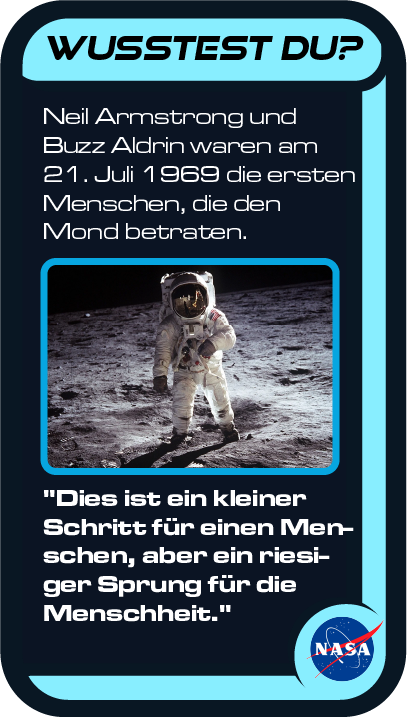 WUSSTEST DU?
Neil Armstrong und
Buzz Aldrin waren am
21. Juli 1969 die ersten
Menschen, die den
Mond betraten.
"Dies ist ein kleiner
Schritt für einen Men-
schen, aber ein riesi-
ger Sprung für die
Menschheit."
NASA